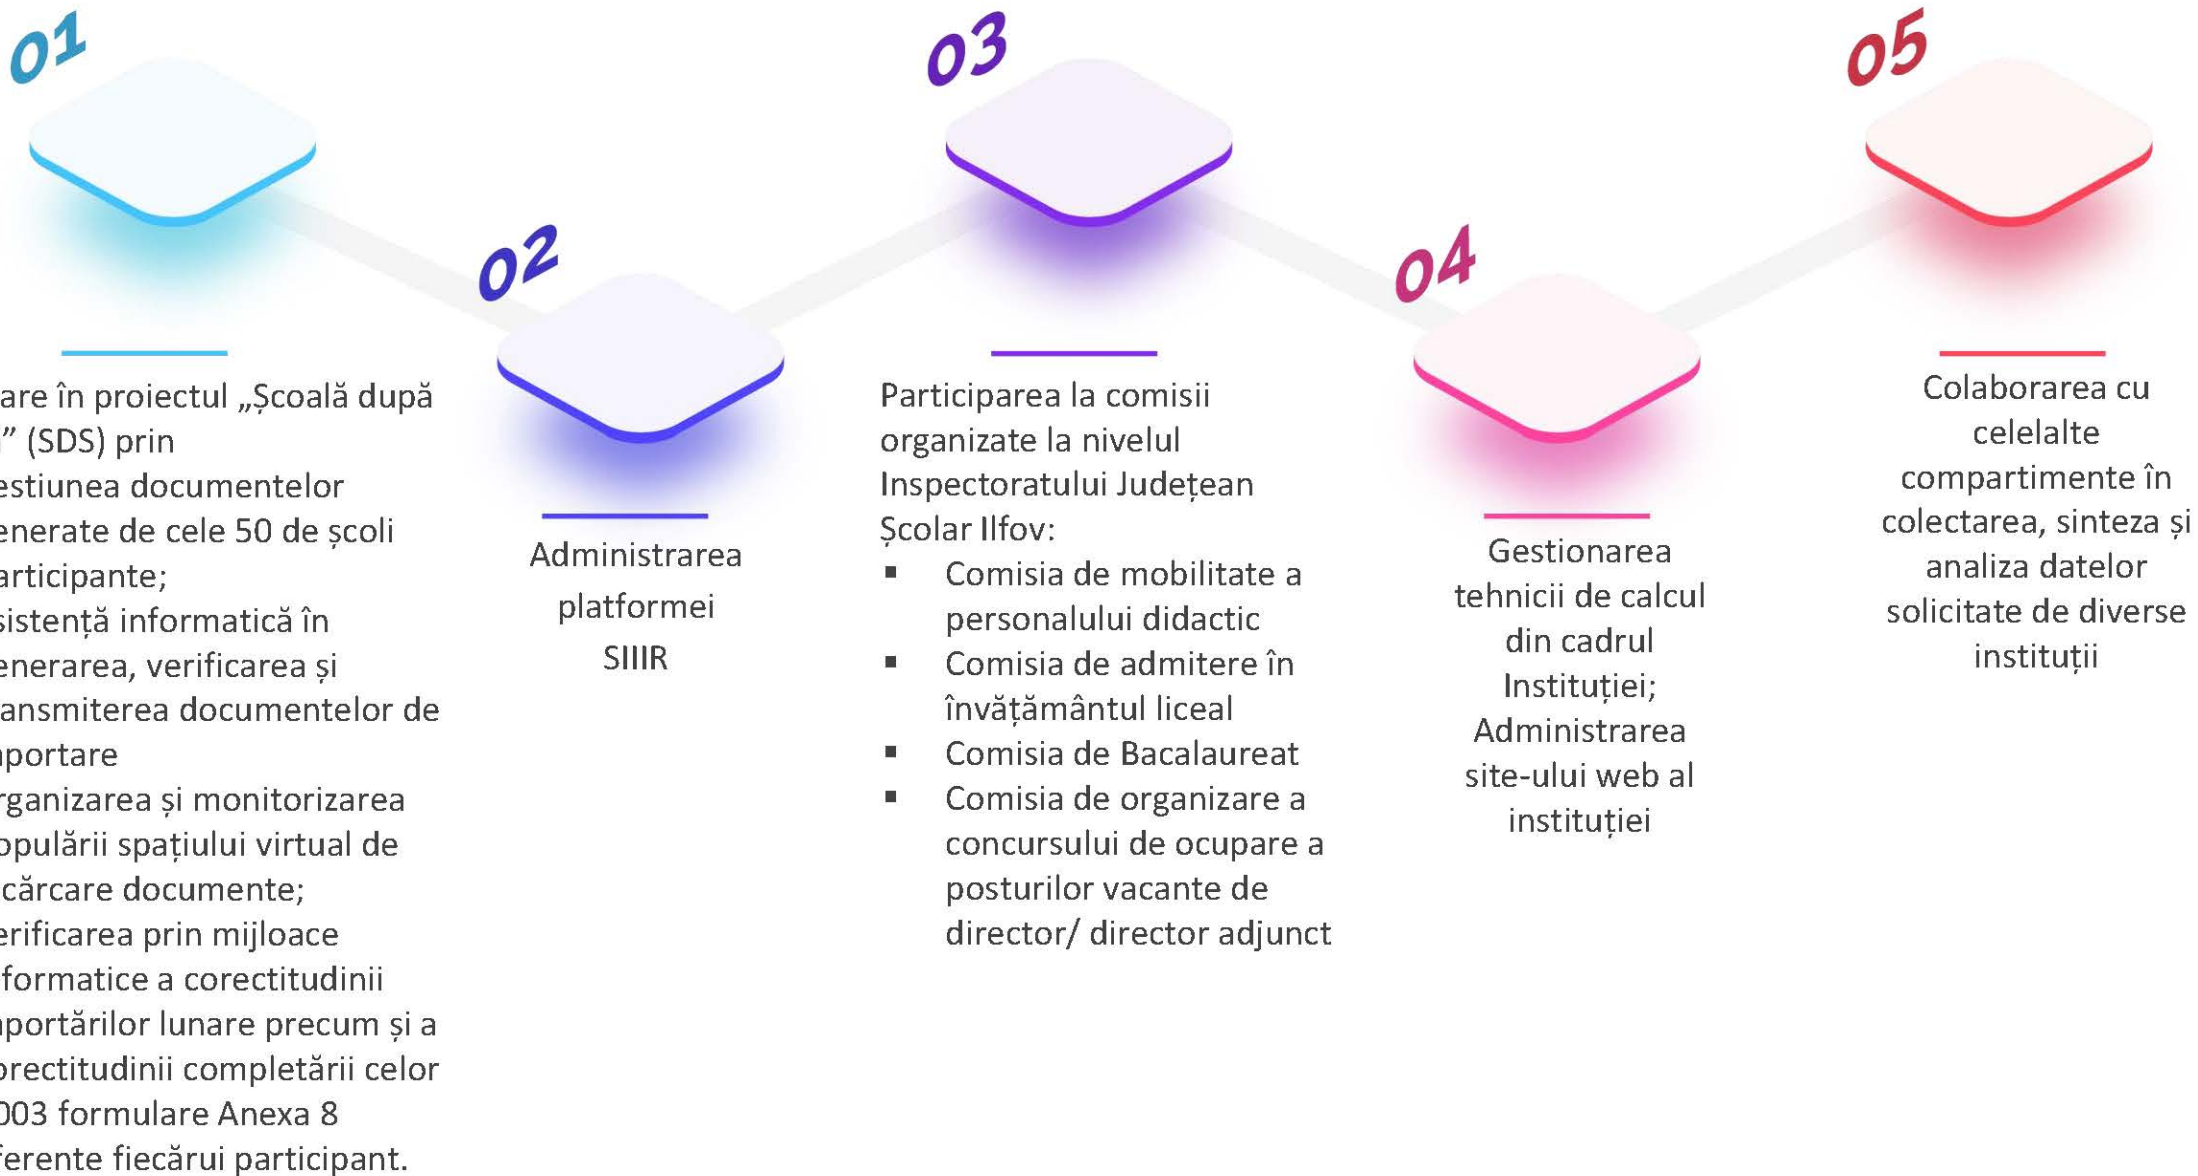 01
are în proiectul „Școală după
(SDS) prin
estiunea documentelor
enerate de cele 50 de școli
articipante;
sistență informatică în
enerarea, verificarea și
ansmiterea documentelor de
portare
rganizarea și monitorizarea
opulării spațiului virtual de
cărcare documente;
erificarea prin mijloace
formatice a corectitudinii
portărilor lunare precum și a
rectitudinii completării celor
003 formulare Anexa 8
ferente fiecărui participant.
02
Administrarea
platformei
SIIIR
03
Participarea la comisii
organizate la nivelul
Inspectoratului Județean
Școlar Ilfov:
▪ Comisia de mobilitate a
personalului didactic
▪ Comisia de admitere în
învățământul liceal
▪ Comisia de Bacalaureat
▪ Comisia de organizare a
concursului de ocupare a
posturilor vacante de
director/ director adjunct
04
Gestionarea
tehnicii de calcul
din cadrul
Instituției;
Administrarea
site-ului web al
instituției
05
Colaborarea cu
celelalte
compartimente în
colectarea, sinteza și
analiza datelor
solicitate de diverse
instituții